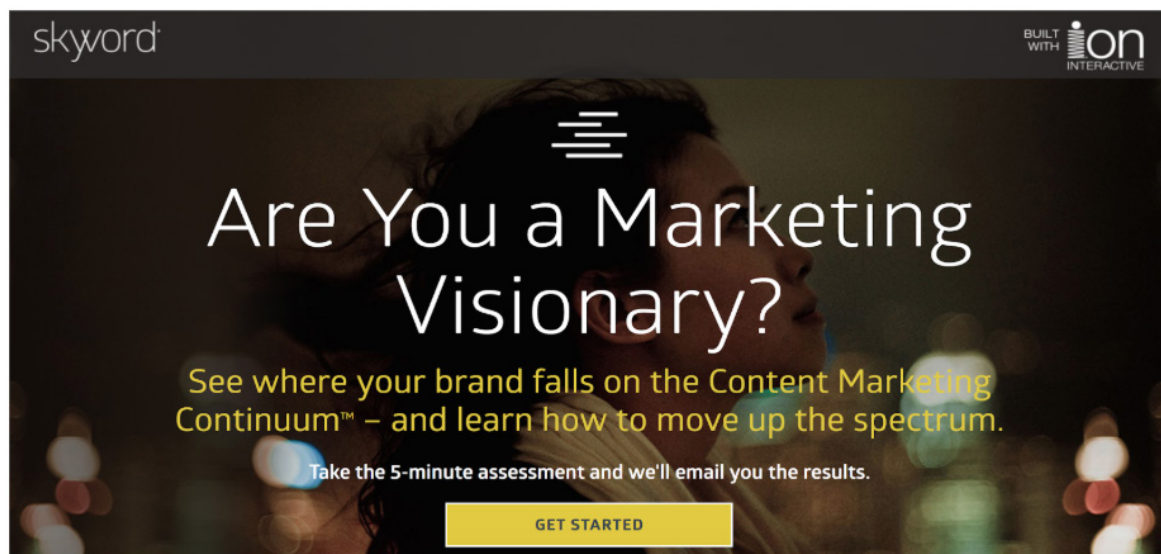 skyword
BUILT
WITH
ion
INTERACTIVE
Are You a Marketing
Visionary?
See where your brand falls on the Content Marketing
Continuum™ – and learn how to move up the spectrum.
Take the 5-minute assessment and we'll email you the results.
GET STARTED